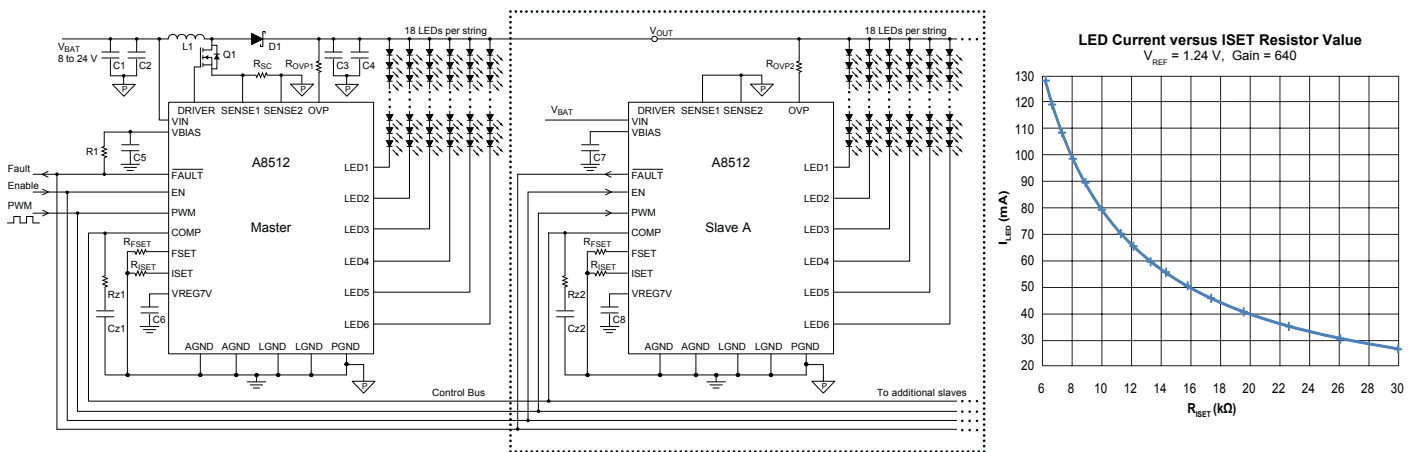 18 LEDs per string
VOUT
18 LEDs per string
VBAT
8 to 24 V
C1
C2
L1
Q1
D1
RSC
ROVP1
C3
C4
P
P
P
DRIVER SENSE1 SENSE2 OVP
VIN
VBIAS
R1
C5
A8512
Fault
FAULT
Enable
EN
PWM
PWM
Master
COMP
RFSET
FSET
RISET
ISET
VREG7V
Rz1
Cz1
C6
LED1
LED2
LED3
LED4
LED5
LED6
AGND
AGND
LGND
LGND
PGND
P
Control Bus
ROVP2
P
DRIVER SENSE1 SENSE2 OVP
VBAT
VIN
VBIAS
C7
A8512
FAULT
EN
PWM
Slave A
COMP
RFSET
FSET
RISET
ISET
VREG7V
Rz2
Cz2
C8
LED1
LED2
LED3
LED4
LED5
LED6
AGND
AGND
LGND
LGND
PGND
P
To additional slaves
LED Current versus ISET Resistor Value
VREF = 1.24 V, Gain = 640
130
120
110
100
90
80
70
60
50
40
30
20
ILED (mA)
6 8 10 12 14 16 18 20 22 24 26 28 30
RISET (kΩ)